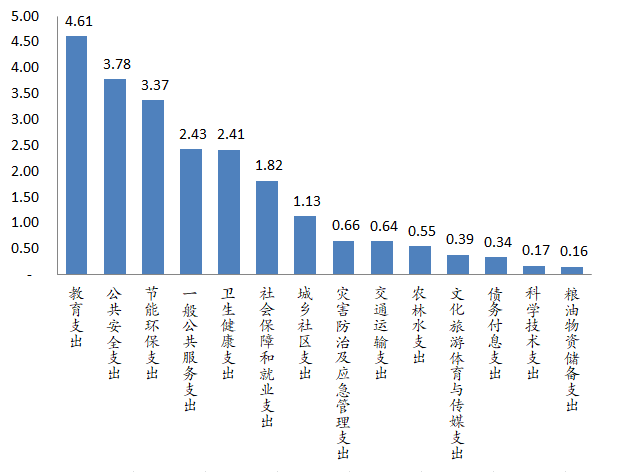 5.00
4.50
4.00
3.50
3.00
2.50
2.00
1.50
1.00
0.50
-
4.61
3.78
3.37
2.43
2.41
1.82
1.13
0.66
0.64
0.55
0.39
0.34
0.17
0.16
教育支出
公共安全支出
节能环保支出
一般公共服务支出
卫生健康支出
社会保障和就业支出
城乡社区支出
灾害防治及应急管理支出
交通运输支出
农林水支出
文化旅游体育与传媒支出
债务付息支出
科学技术支出
粮油物资储备支出